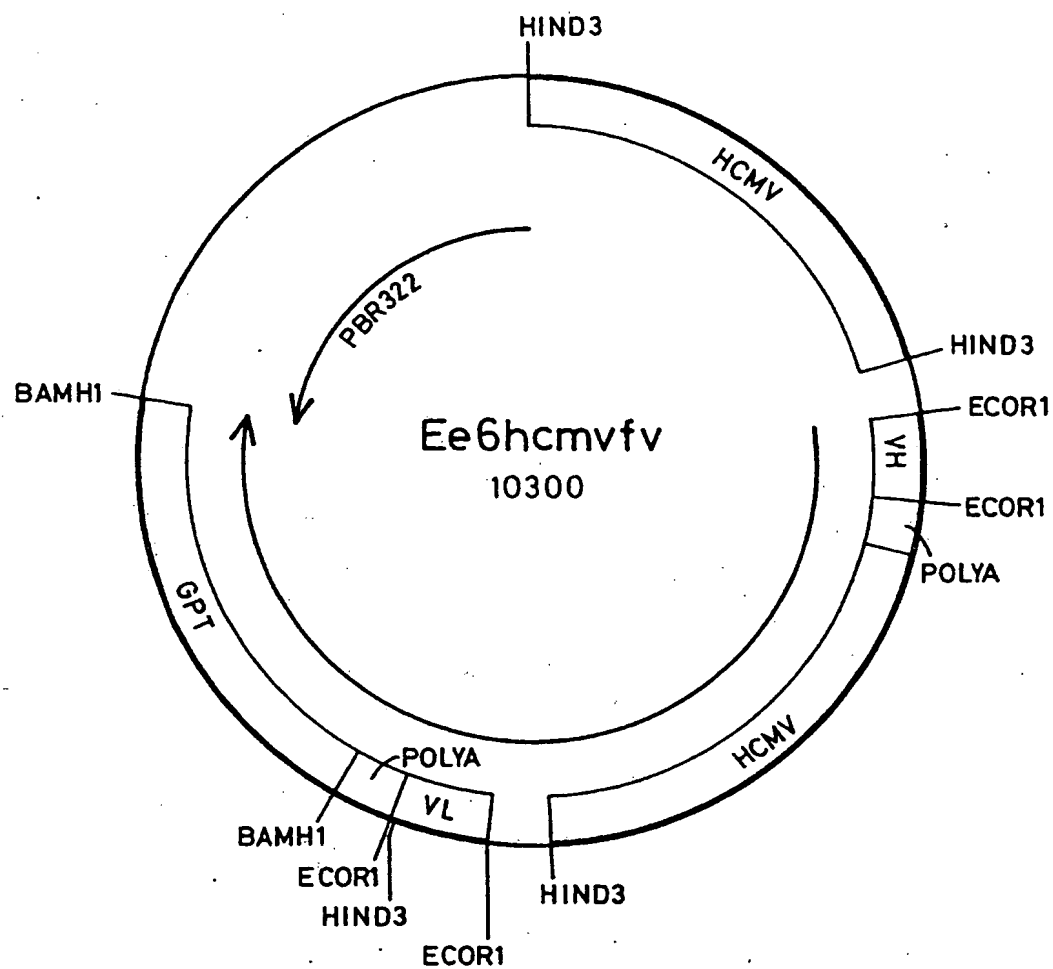 HIND3
HCMV
PBR322
HIND3
BAMH1
ECOR1
Ee6hcmvfv
VH
10300
ECOR1
POLYA
GPT
HCMV
POLYA
VL
BAMH1
ECOR1
HIND3
HIND3
ECOR1